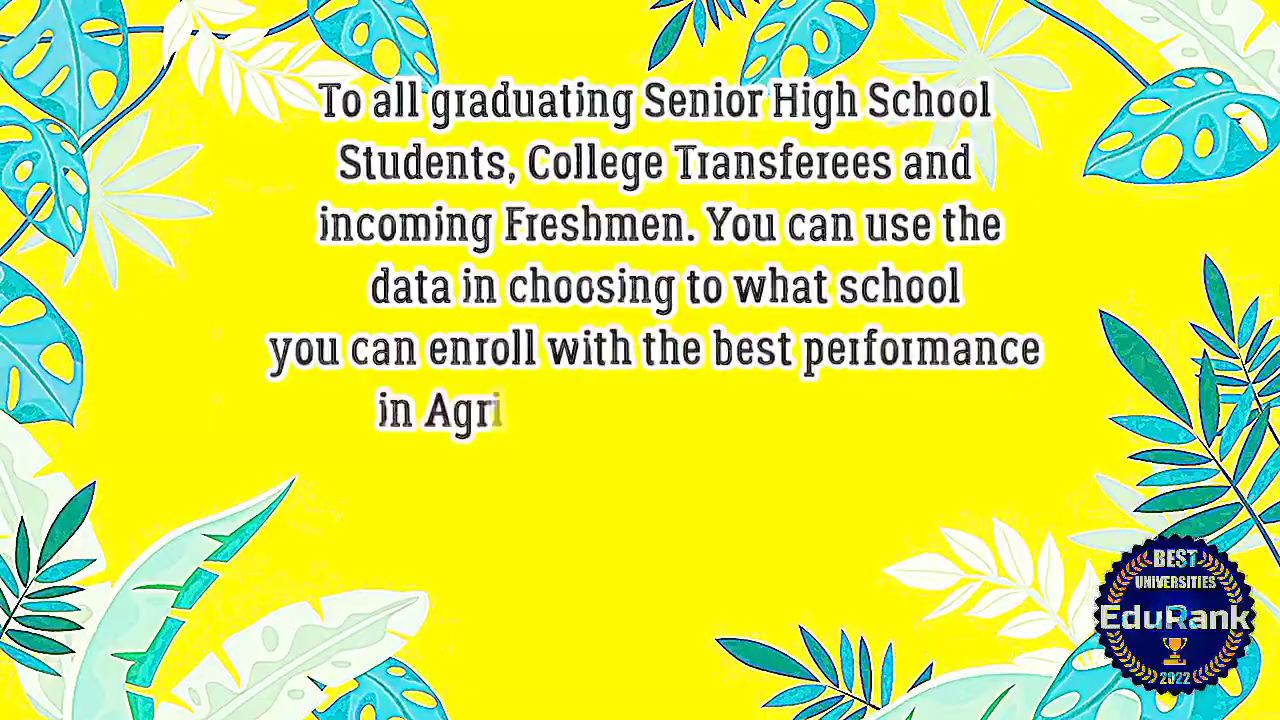 To all graduating Senior High School
Students, College Transferees and
incoming Freshmen. You can use the
data in choosing to what school
you can enroll with the best performance
in Agri
BEST
UNIVERSITIES
EduRank
2022